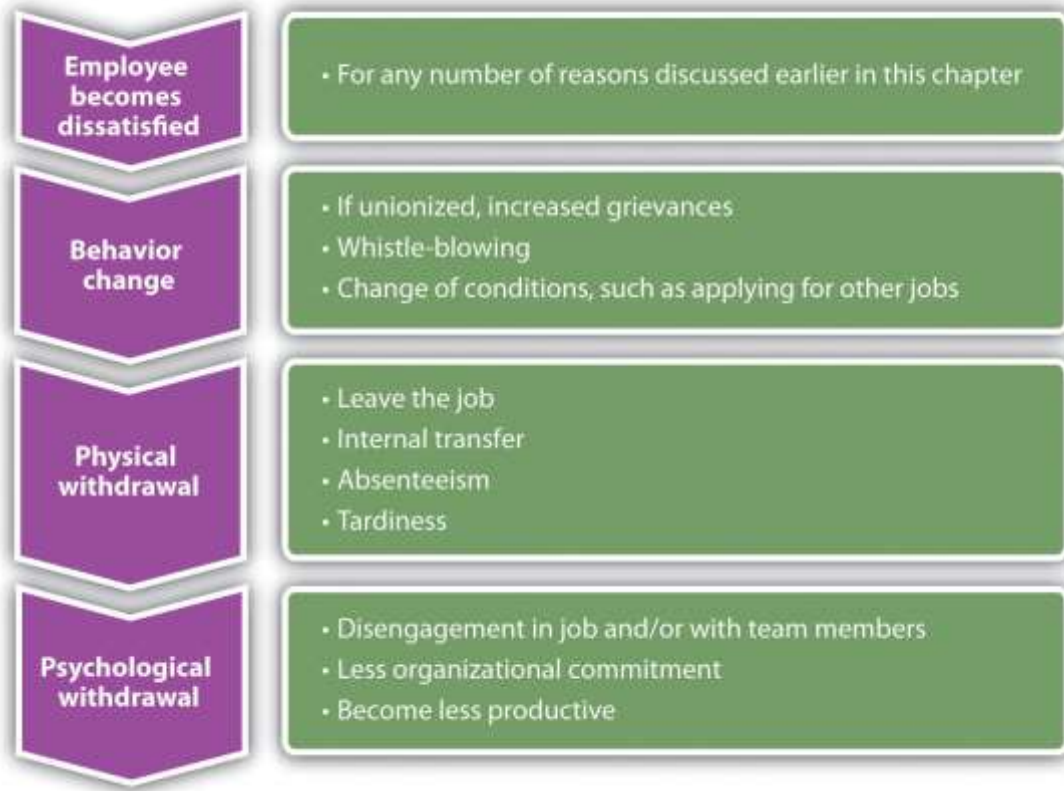 Employee
becomes
dissatisfied
• For any number of reasons discussed earlier in this chapter
Behavior
change
• If unionized, increased grievances
• Whistle-blowing
• Change of conditions, such as applying for other jobs
Physical
withdrawal
• Leave the job
• Internal transfer
• Absenteeism
• Tardiness
Psychological
withdrawal
• Disengagement in job and/or with team members
• Less organizational commitment
• Become less productive